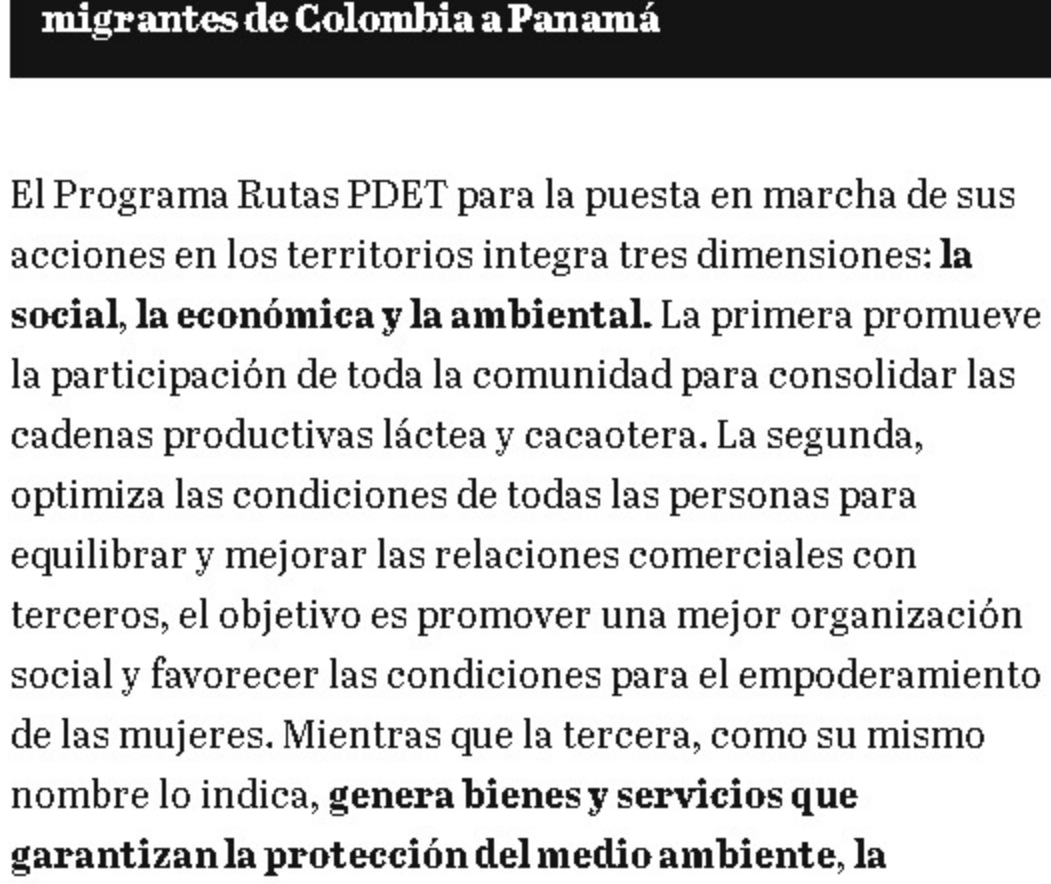 migrantes de Colombia a Panamá
El Programa Rutas PDET para la puesta en marcha de sus
acciones en los territorios integra tres dimensiones: la
social, la económica y la ambiental. La primera promueve
la participación de toda la comunidad para consolidar las
cadenas productivas láctea y cacaotera. La segunda,
optimiza las condiciones de todas las personas para
equilibrar y mejorar las relaciones comerciales con
terceros, el objetivo es promover una mejor organización
social y favorecer las condiciones para el empoderamiento
de las mujeres. Mientras que la tercera, como su mismo
nombre lo indica, genera bienes y servicios que
garantizan la protección del medio ambiente, la